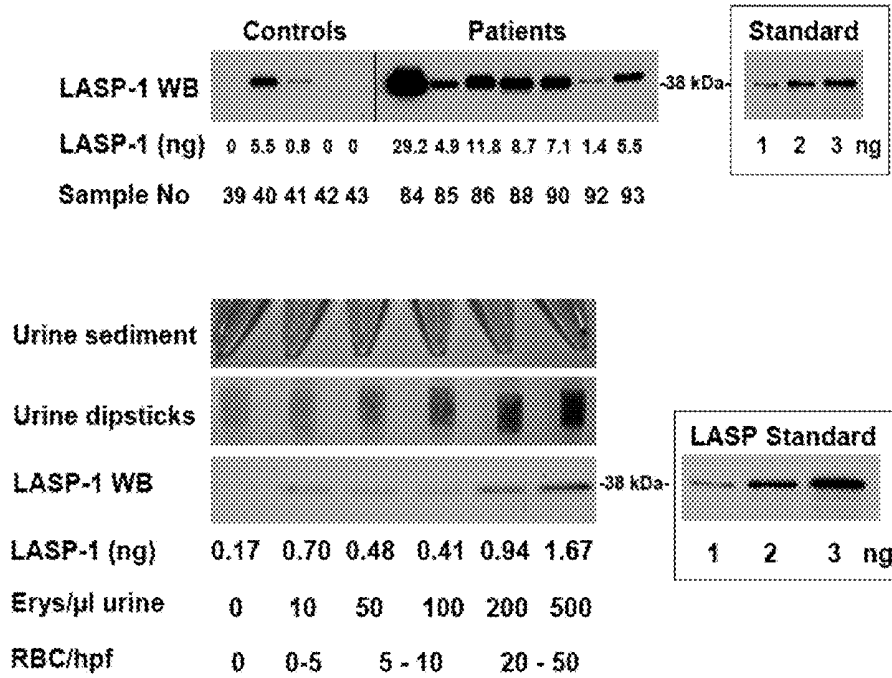 Controls Patients
LASP-1 WB -38 kDa-
LASP-1 (ng) 0 5.5 0.8 0 0 29.2 4.9 11.8 8.7 7.1 1.4 5.5
Sample No 39 40 41 42 43 84 85 86 88 90 92 93
Standard
1 2 3 ng
Urine sediment
Urine dipsticks
LASP-1 WB -38 kDa-
LASP-1 (ng) 0.17 0.70 0.48 0.41 0.94 1.67
Erys/µl urine 0 10 50 100 200 500
RBC/hpf 0 0-5 5 - 10 20 - 50
LASP Standard
1 2 3 ng